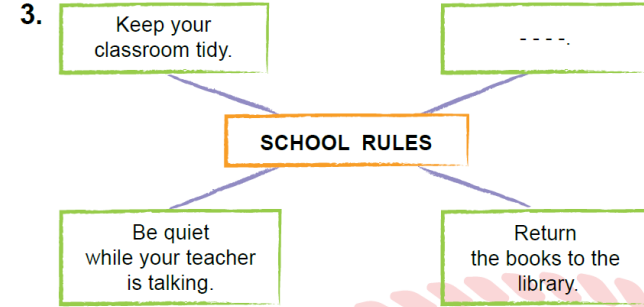 3.
Keep your
classroom tidy.
- - - -.
SCHOOL RULES
Be quiet
while your teacher
is talking.
Return
the books to the
library.